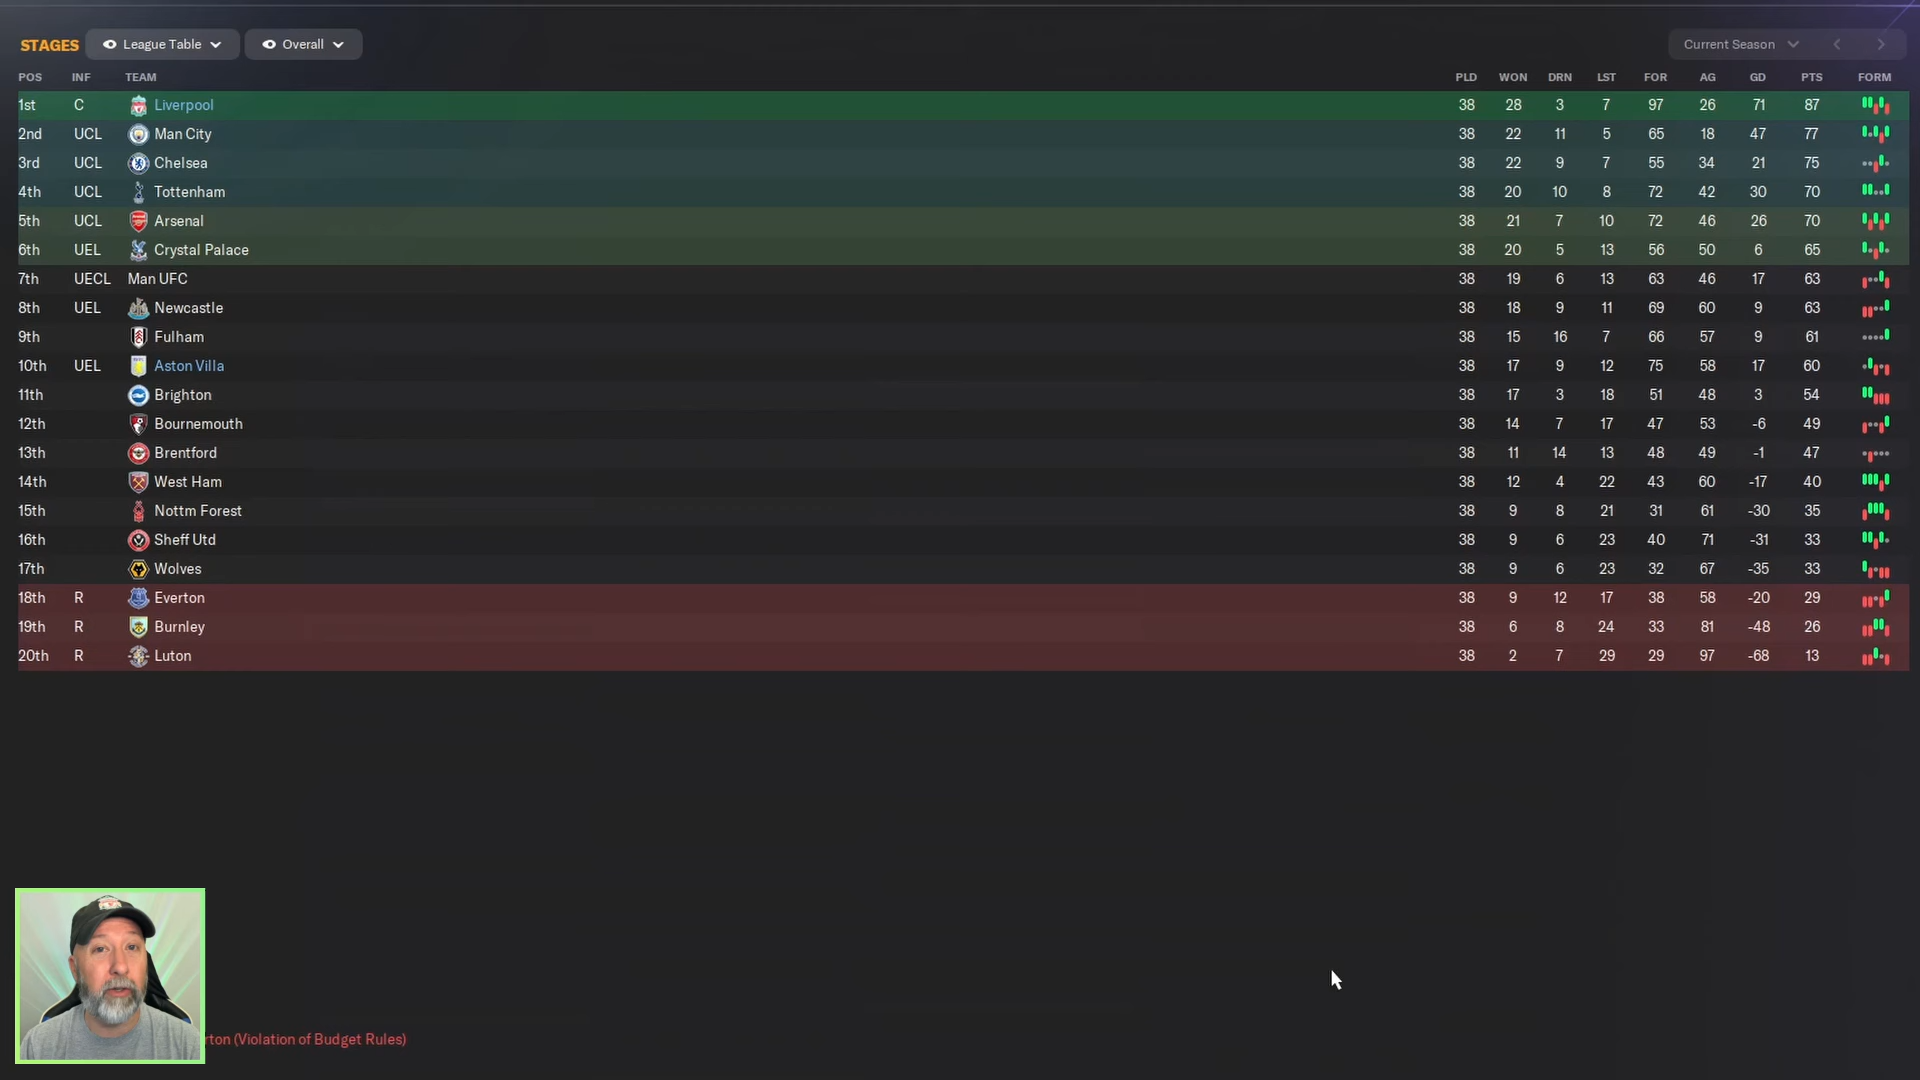 STAGES League Table Overall Current Season
POS INF TEAM PLD WON DRN LST FOR AG GD PTS FORM
1st C Liverpool 38 28 3 7 97 26 71 87
2nd UCL Man City 38 22 11 5 65 18 47 77
3rd UCL Chelsea 38 22 9 7 55 34 21 75
4th UCL Tottenham 38 20 10 8 72 42 30 70
5th UCL Arsenal 38 21 7 10 72 46 26 70
6th UEL Crystal Palace 38 20 5 13 56 50 6 65
7th UECL Man UFC 38 19 6 13 63 46 17 63
8th UEL Newcastle 38 18 9 11 69 60 9 63
9th Fulham 38 15 16 7 66 57 9 61
10th UEL Aston Villa 38 17 9 12 75 58 17 60
11th Brighton 38 17 3 18 51 48 3 54
12th Bournemouth 38 14 7 17 47 53 -6 49
13th Brentford 38 11 14 13 48 49 -1 47
14th West Ham 38 12 4 22 43 60 -17 40
15th Nottm Forest 38 9 8 21 31 61 -30 35
16th Sheff Utd 38 9 6 23 40 71 -31 33
17th Wolves 38 9 6 23 32 67 -35 33
18th R Everton 38 9 12 17 38 58 -20 29
19th R Burnley 38 6 8 24 33 81 -48 26
20th R Luton 38 2 7 29 29 97 -68 13
rton (Violation of Budget Rules)